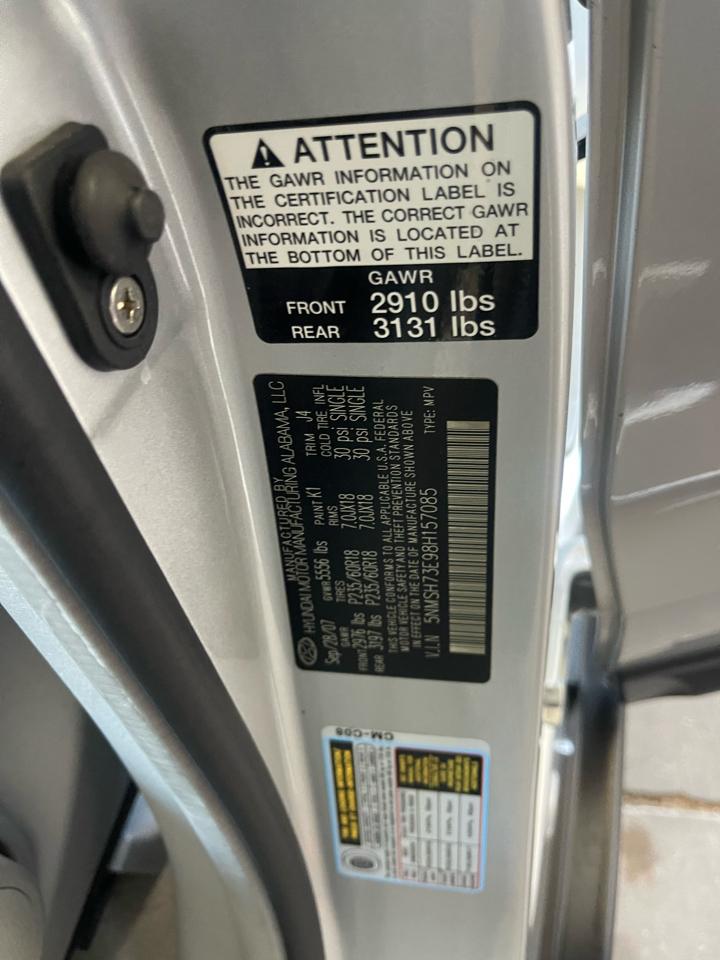 ATTENTION
THE GAWR INFORMATION ON
THE CERTIFICATION LABEL IS
INCORRECT. THE CORRECT GAWR
INFORMATION IS LOCATED AT
THE BOTTOM OF THIS LABEL.
GAWR
FRONT 2910 lbs
REAR 3131 lbs
MANUFACTURED BY
HYUNDAI MOTOR MANUFACTURING ALABAMA, LLC
Sep/28/07 GVWR 5556 lbs PAINT K1 TRIM J4
GAWR TIRES RIMS COLD TIRE INFL
FRONT 2976 lbs P235/60R18 7.0JX18 30 psi SINGLE
REAR 3197 lbs P235/60R18 7.0JX18 30 psi SINGLE
THIS VEHICLE CONFORMS TO ALL APPLICABLE U.S.A. FEDERAL
MOTOR VEHICLE SAFETY AND THEFT PREVENTION STANDARDS
IN EFFECT ON THE DATE OF MANUFACTURE SHOWN ABOVE
V.I.N 5NMSH73E98H157085 TYPE: MPV